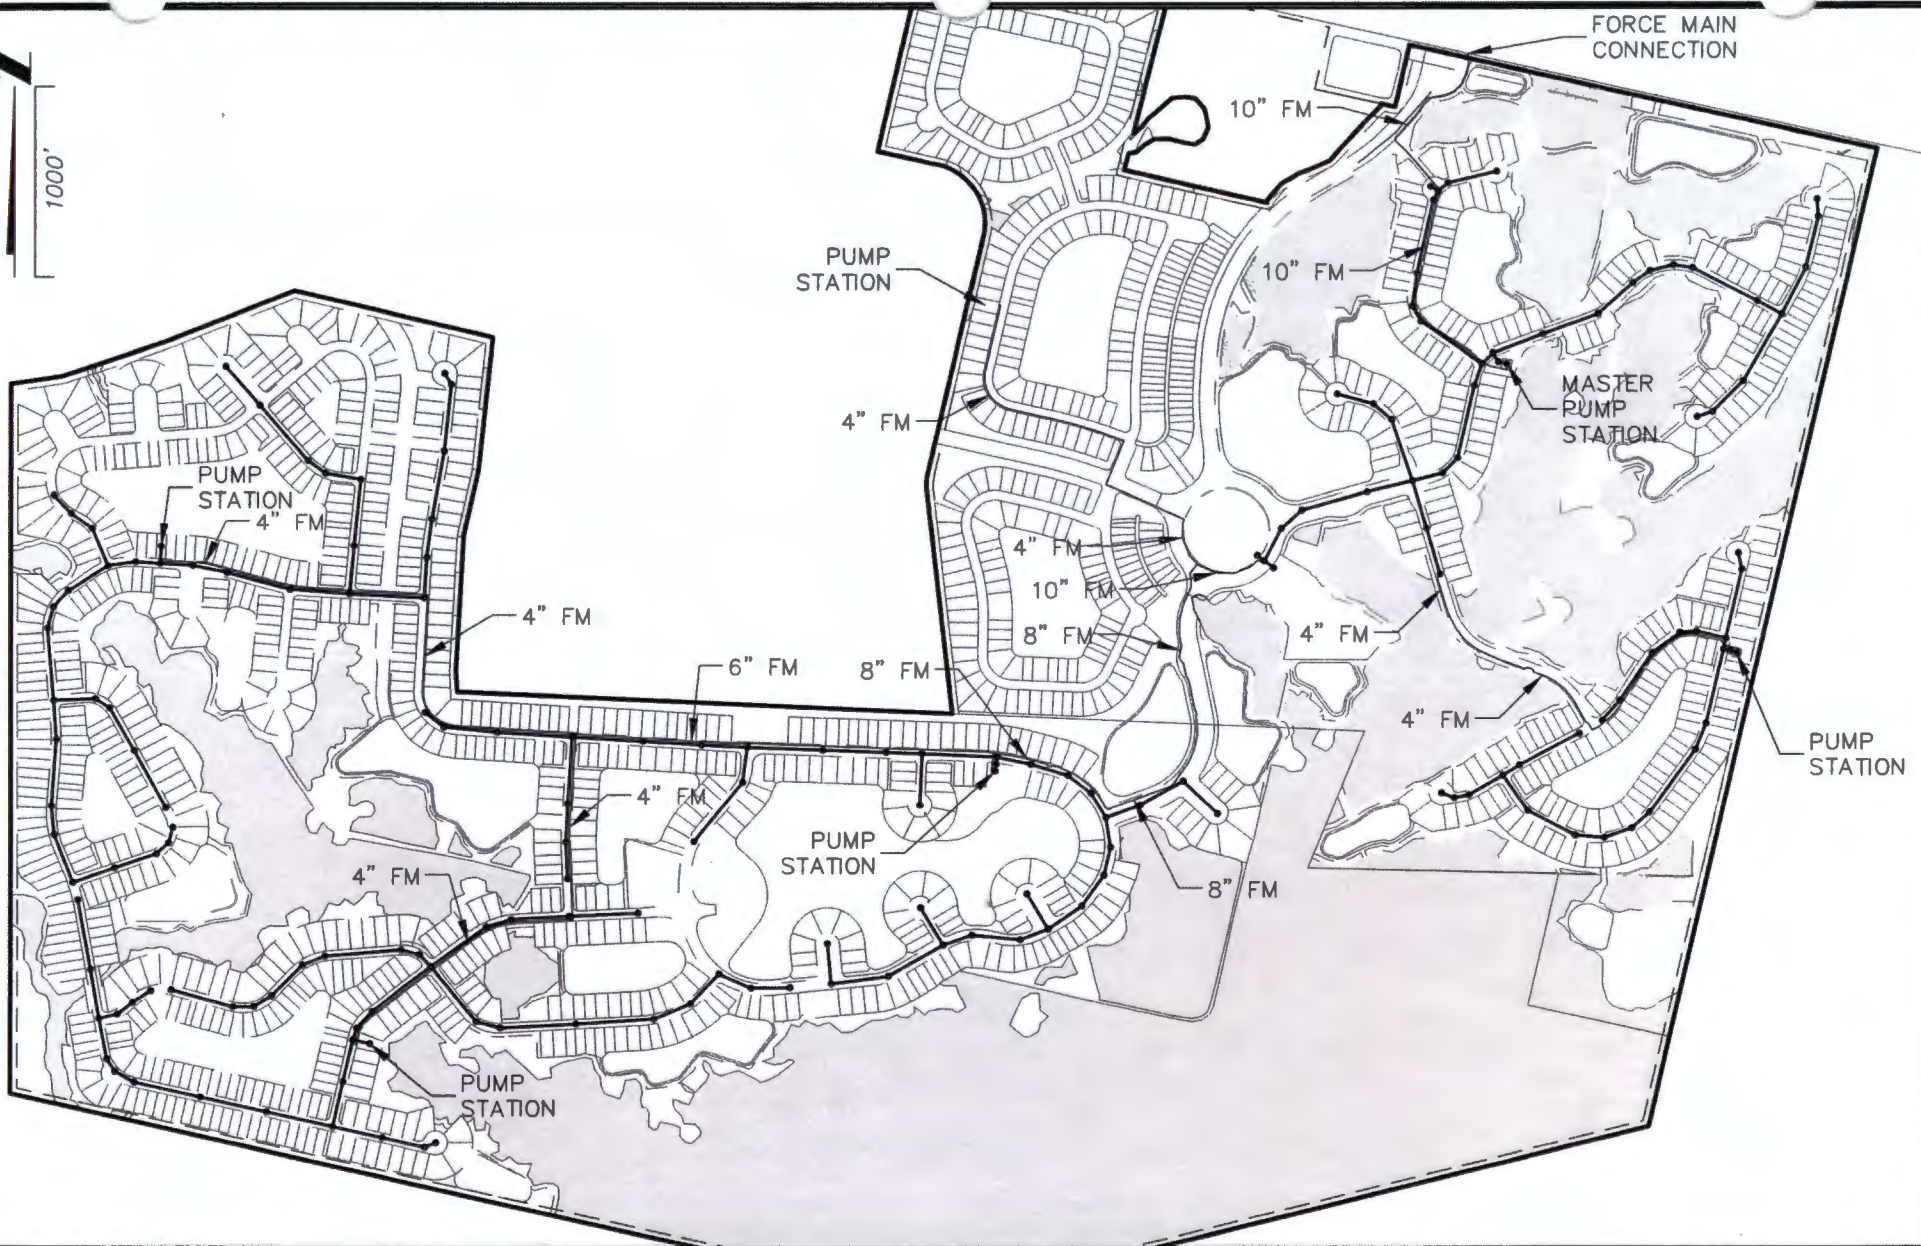 FORCE MAIN
CONNECTION
1000'
10" FM
PUMP
STATION
10" FM
MASTER
PUMP
STATION
4" FM
PUMP
STATION
4" FM
4" FM
10" FM
4" FM
8" FM
4" FM
6" FM
8" FM
4" FM
PUMP
STATION
4" FM
PUMP
STATION
4" FM
8" FM
PUMP
STATION